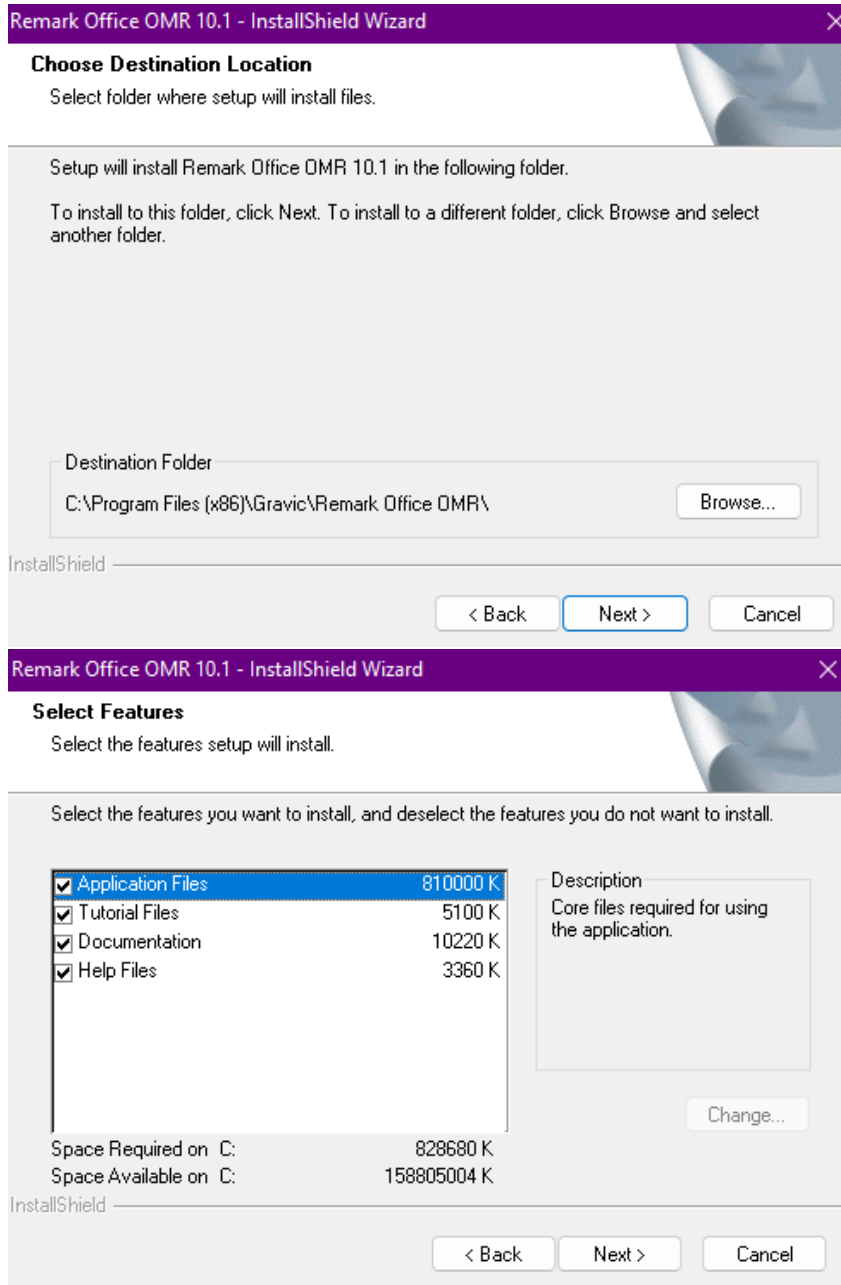 Remark Office OMR 10.1 - InstallShield Wizard
Choose Destination Location
Select folder where setup will install files.
Setup will install Remark Office OMR 10.1 in the following folder.
To install to this folder, click Next. To install to a different folder, click Browse and select
another folder.
Destination Folder
C:\Program Files (x86)\Gravic\Remark Office OMR\
Browse...
InstallShield
< Back Next > Cancel
Remark Office OMR 10.1 - InstallShield Wizard
Select Features
Select the features setup will install.
Select the features you want to install, and deselect the features you do not want to install.
Application Files 810000 K
Tutorial Files 5100 K
Documentation 10220 K
Help Files 3360 K
Description
Core files required for using
the application.
Change...
Space Required on C: 828680 K
Space Available on C: 158805004 K
InstallShield
< Back Next > Cancel